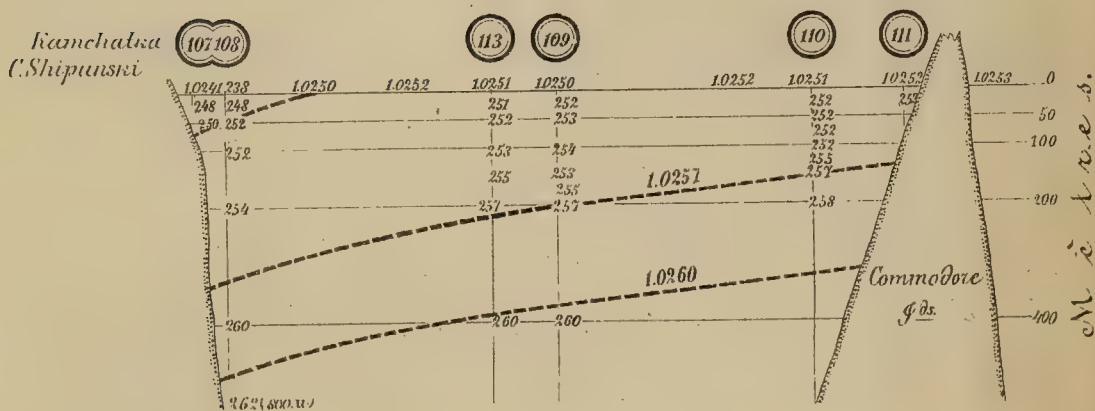 Kamchatka 107 108 113 109 110 111
C. Shipunski
1.0241 238 1.0250 1.0252 1.0251 1.0250 1.0252 1.0251 1.0252 1.0253 0
248 248 251 252 252 252
250 252 252 253 252 50
252
252 253 254 252 100
255 253 255
255 1.0257 257
254 257 257 258 200
1.0260
Commodore
Jds.
260 260 260 400
262 (800 m)
Mètres.